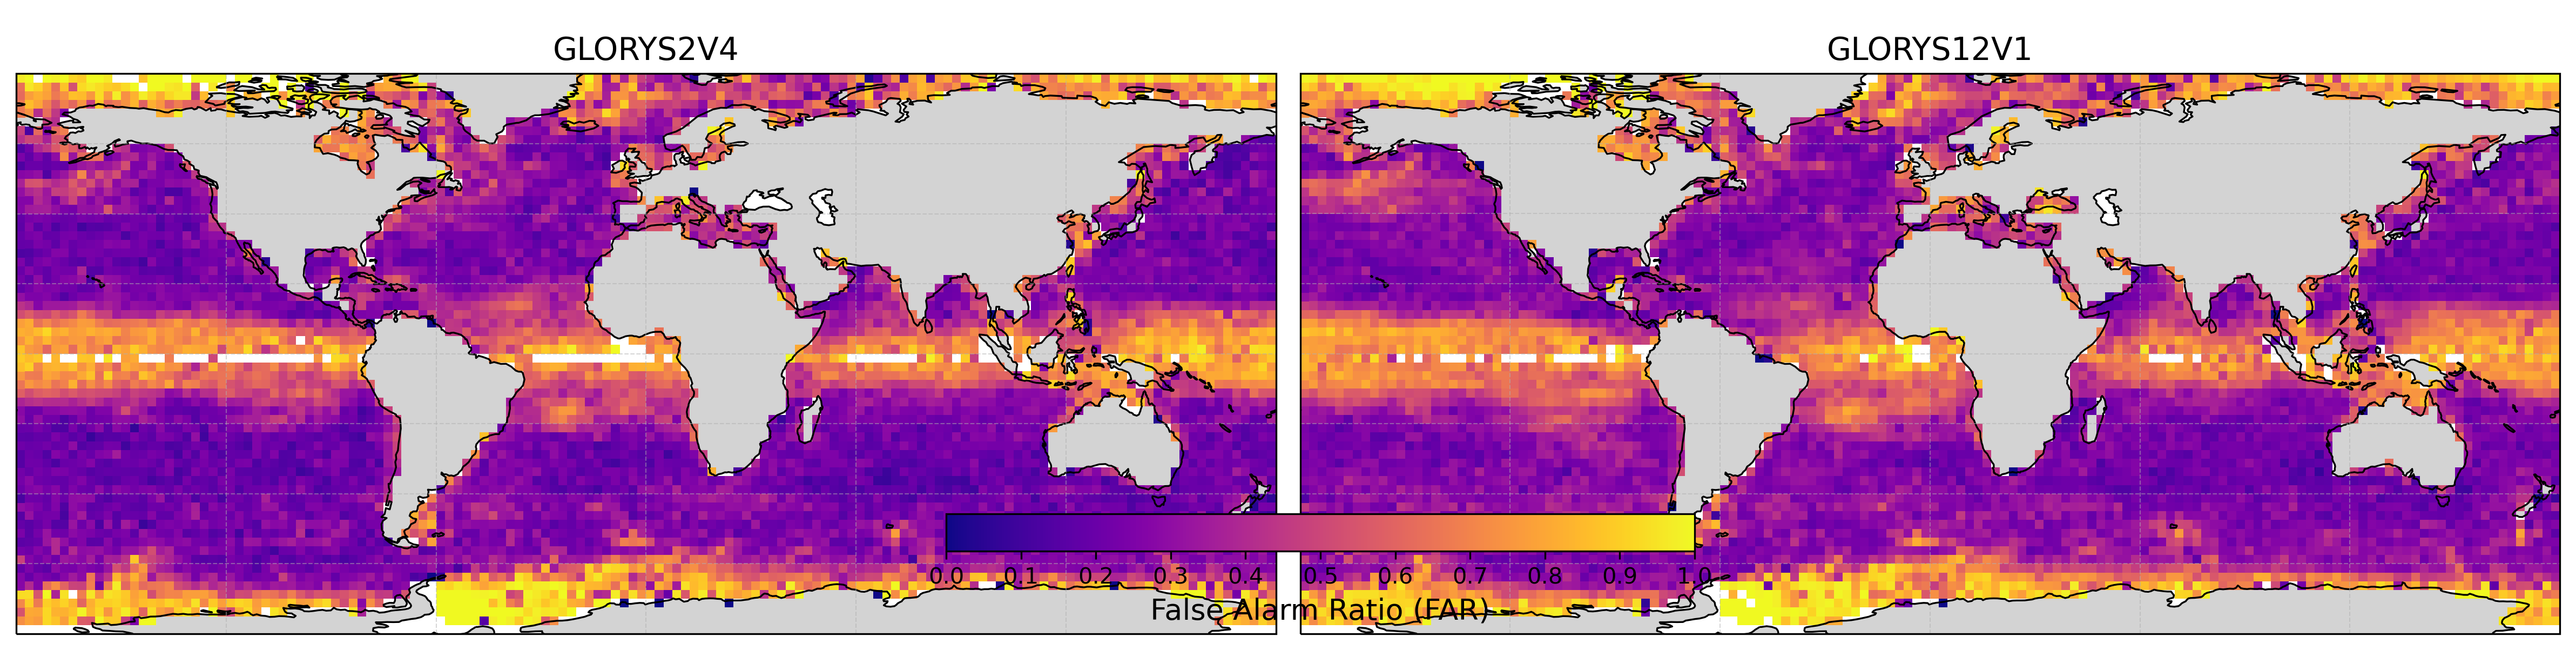 GLORYS2V4 GLORYS12V1
0.0 0.1 0.2 0.3 0.4 0.5 0.6 0.7 0.8 0.9 1.0
False Alarm Ratio (FAR)